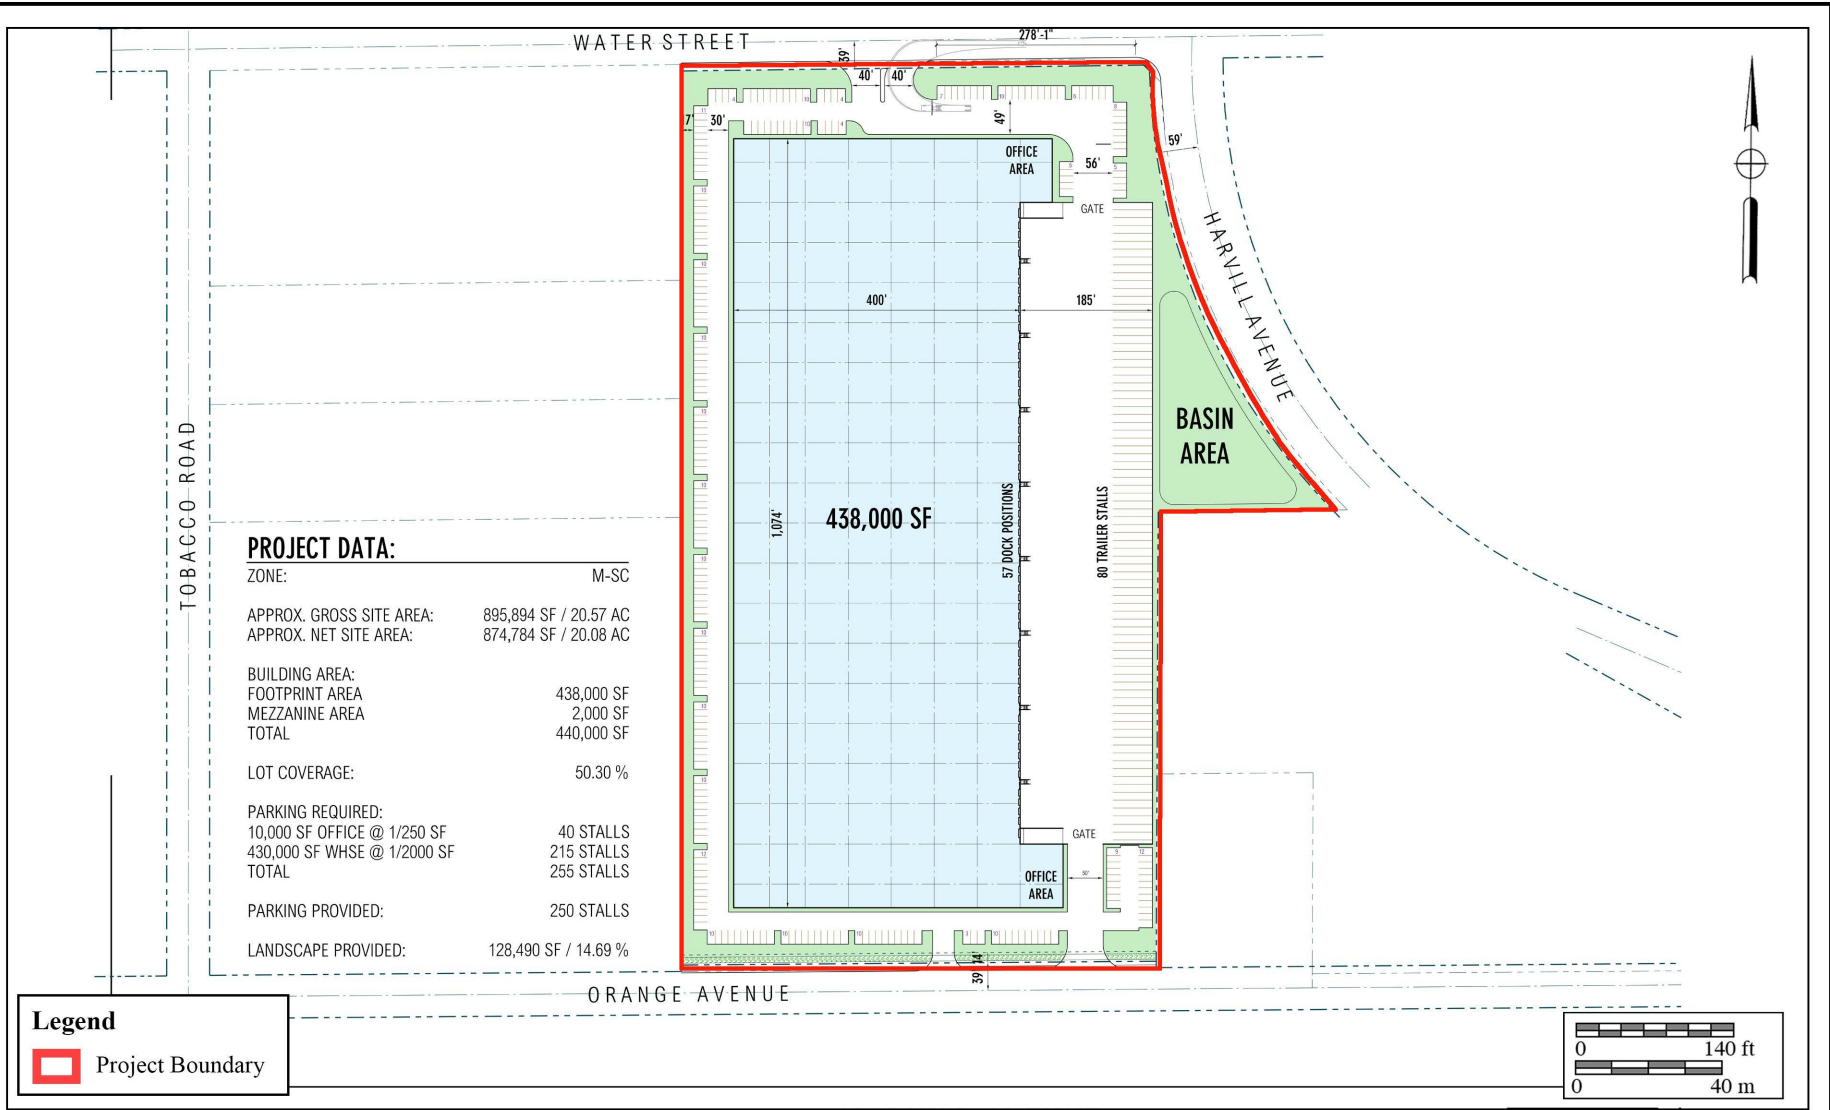 WATER STREET
278'-1"
39'
40'
40'
7'
30'
49'
OFFICE
AREA
56'
59'
GATE
HARVILL AVENUE
400'
185'
BASIN
AREA
1,074'
438,000 SF
57 DOCK POSITIONS
80 TRAILER STALLS
TOBACCO ROAD
PROJECT DATA:
ZONE: M-SC
APPROX. GROSS SITE AREA: 895,894 SF / 20.57 AC
APPROX. NET SITE AREA: 874,784 SF / 20.08 AC
BUILDING AREA:
FOOTPRINT AREA 438,000 SF
MEZZANINE AREA 2,000 SF
TOTAL 440,000 SF
LOT COVERAGE: 50.30 %
PARKING REQUIRED:
10,000 SF OFFICE @ 1/250 SF 40 STALLS
430,000 SF WHSE @ 1/2000 SF 215 STALLS
TOTAL 255 STALLS
PARKING PROVIDED: 250 STALLS
LANDSCAPE PROVIDED: 128,490 SF / 14.69 %
GATE
OFFICE
AREA
50'
14'
39'
ORANGE AVENUE
Legend
Project Boundary
0 140 ft
0 40 m